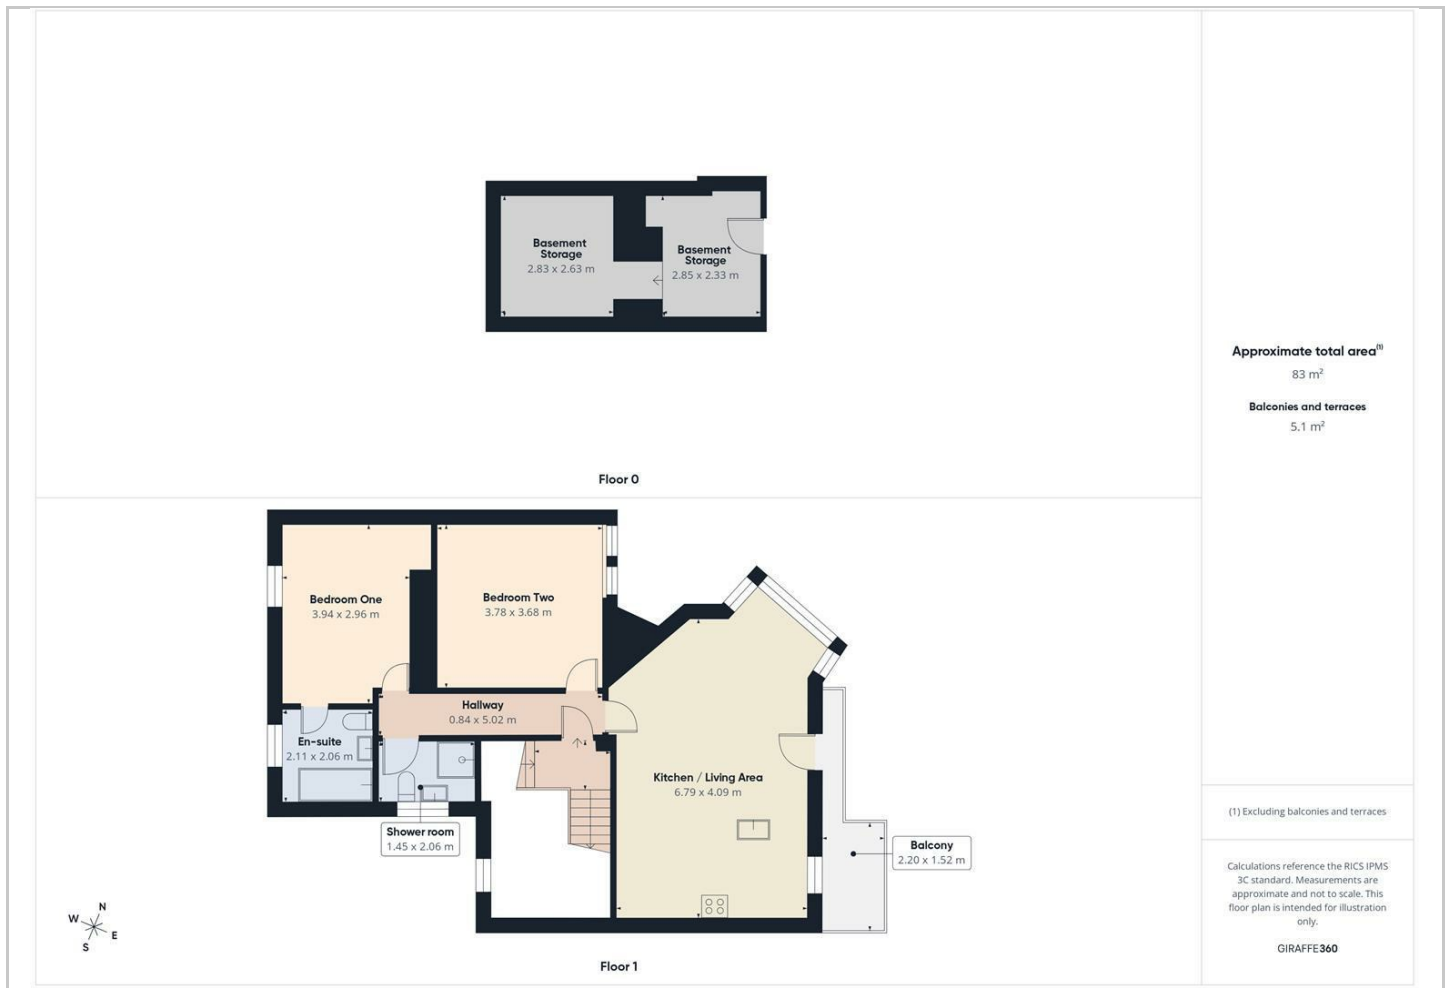 Basement
Storage
2.83 x 2.63 m
Basement
Storage
2.85 x 2.33 m
Floor 0
Approximate total area(1)
83 m²
Balconies and terraces
5.1 m²
Bedroom One
3.94 x 2.96 m
Bedroom Two
3.78 x 3.68 m
Hallway
0.84 x 5.02 m
En-suite
2.11 x 2.06 m
Kitchen / Living Area
6.79 x 4.09 m
Shower room
1.45 x 2.06 m
Balcony
2.20 x 1.52 m
N
W
E
S
Floor 1
(1) Excluding balconies and terraces
Calculations reference the RICS IPMS
3C standard. Measurements are
approximate and not to scale. This
floor plan is intended for illustration
only.
GIRAFFE360